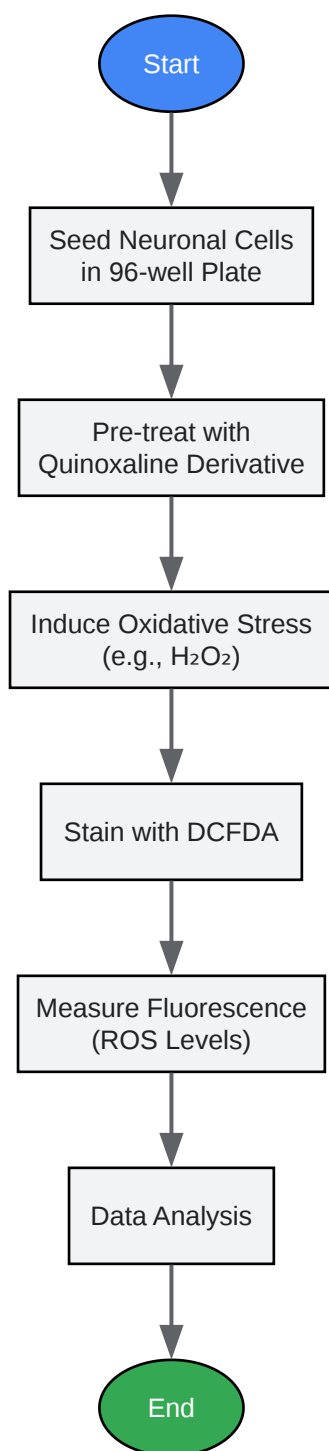 Start
Seed Neuronal Cells
in 96-well Plate
Pre-treat with
Quinoxaline Derivative
Induce Oxidative Stress
(e.g., H₂O₂)
Stain with DCFDA
Measure Fluorescence
(ROS Levels)
Data Analysis
End